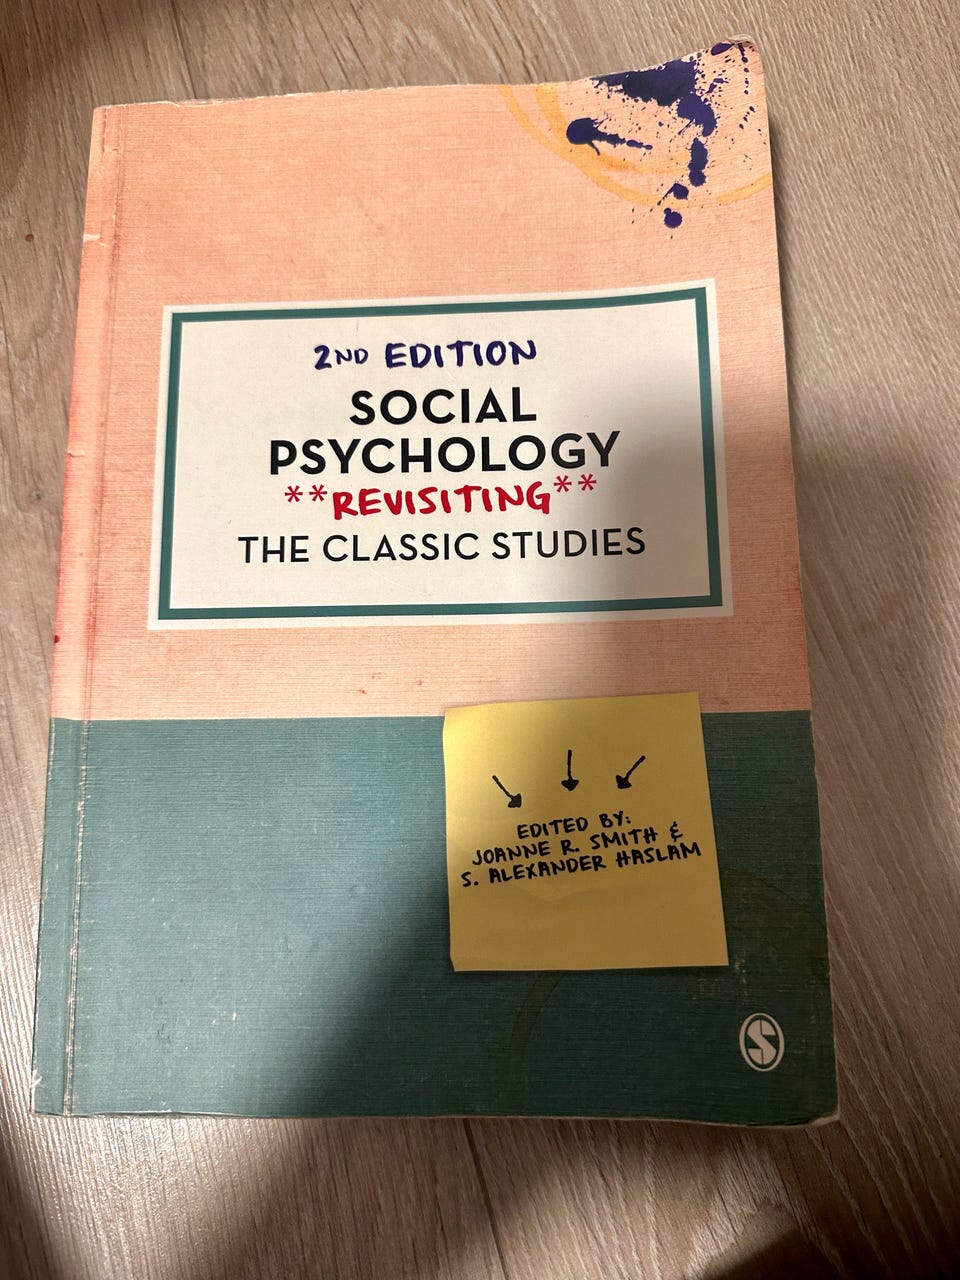 2ND EDITION
SOCIAL
PSYCHOLOGY
**REVISITING**
THE CLASSIC STUDIES
EDITED BY:
JOANNE R. SMITH &
S. ALEXANDER HASLAM
S